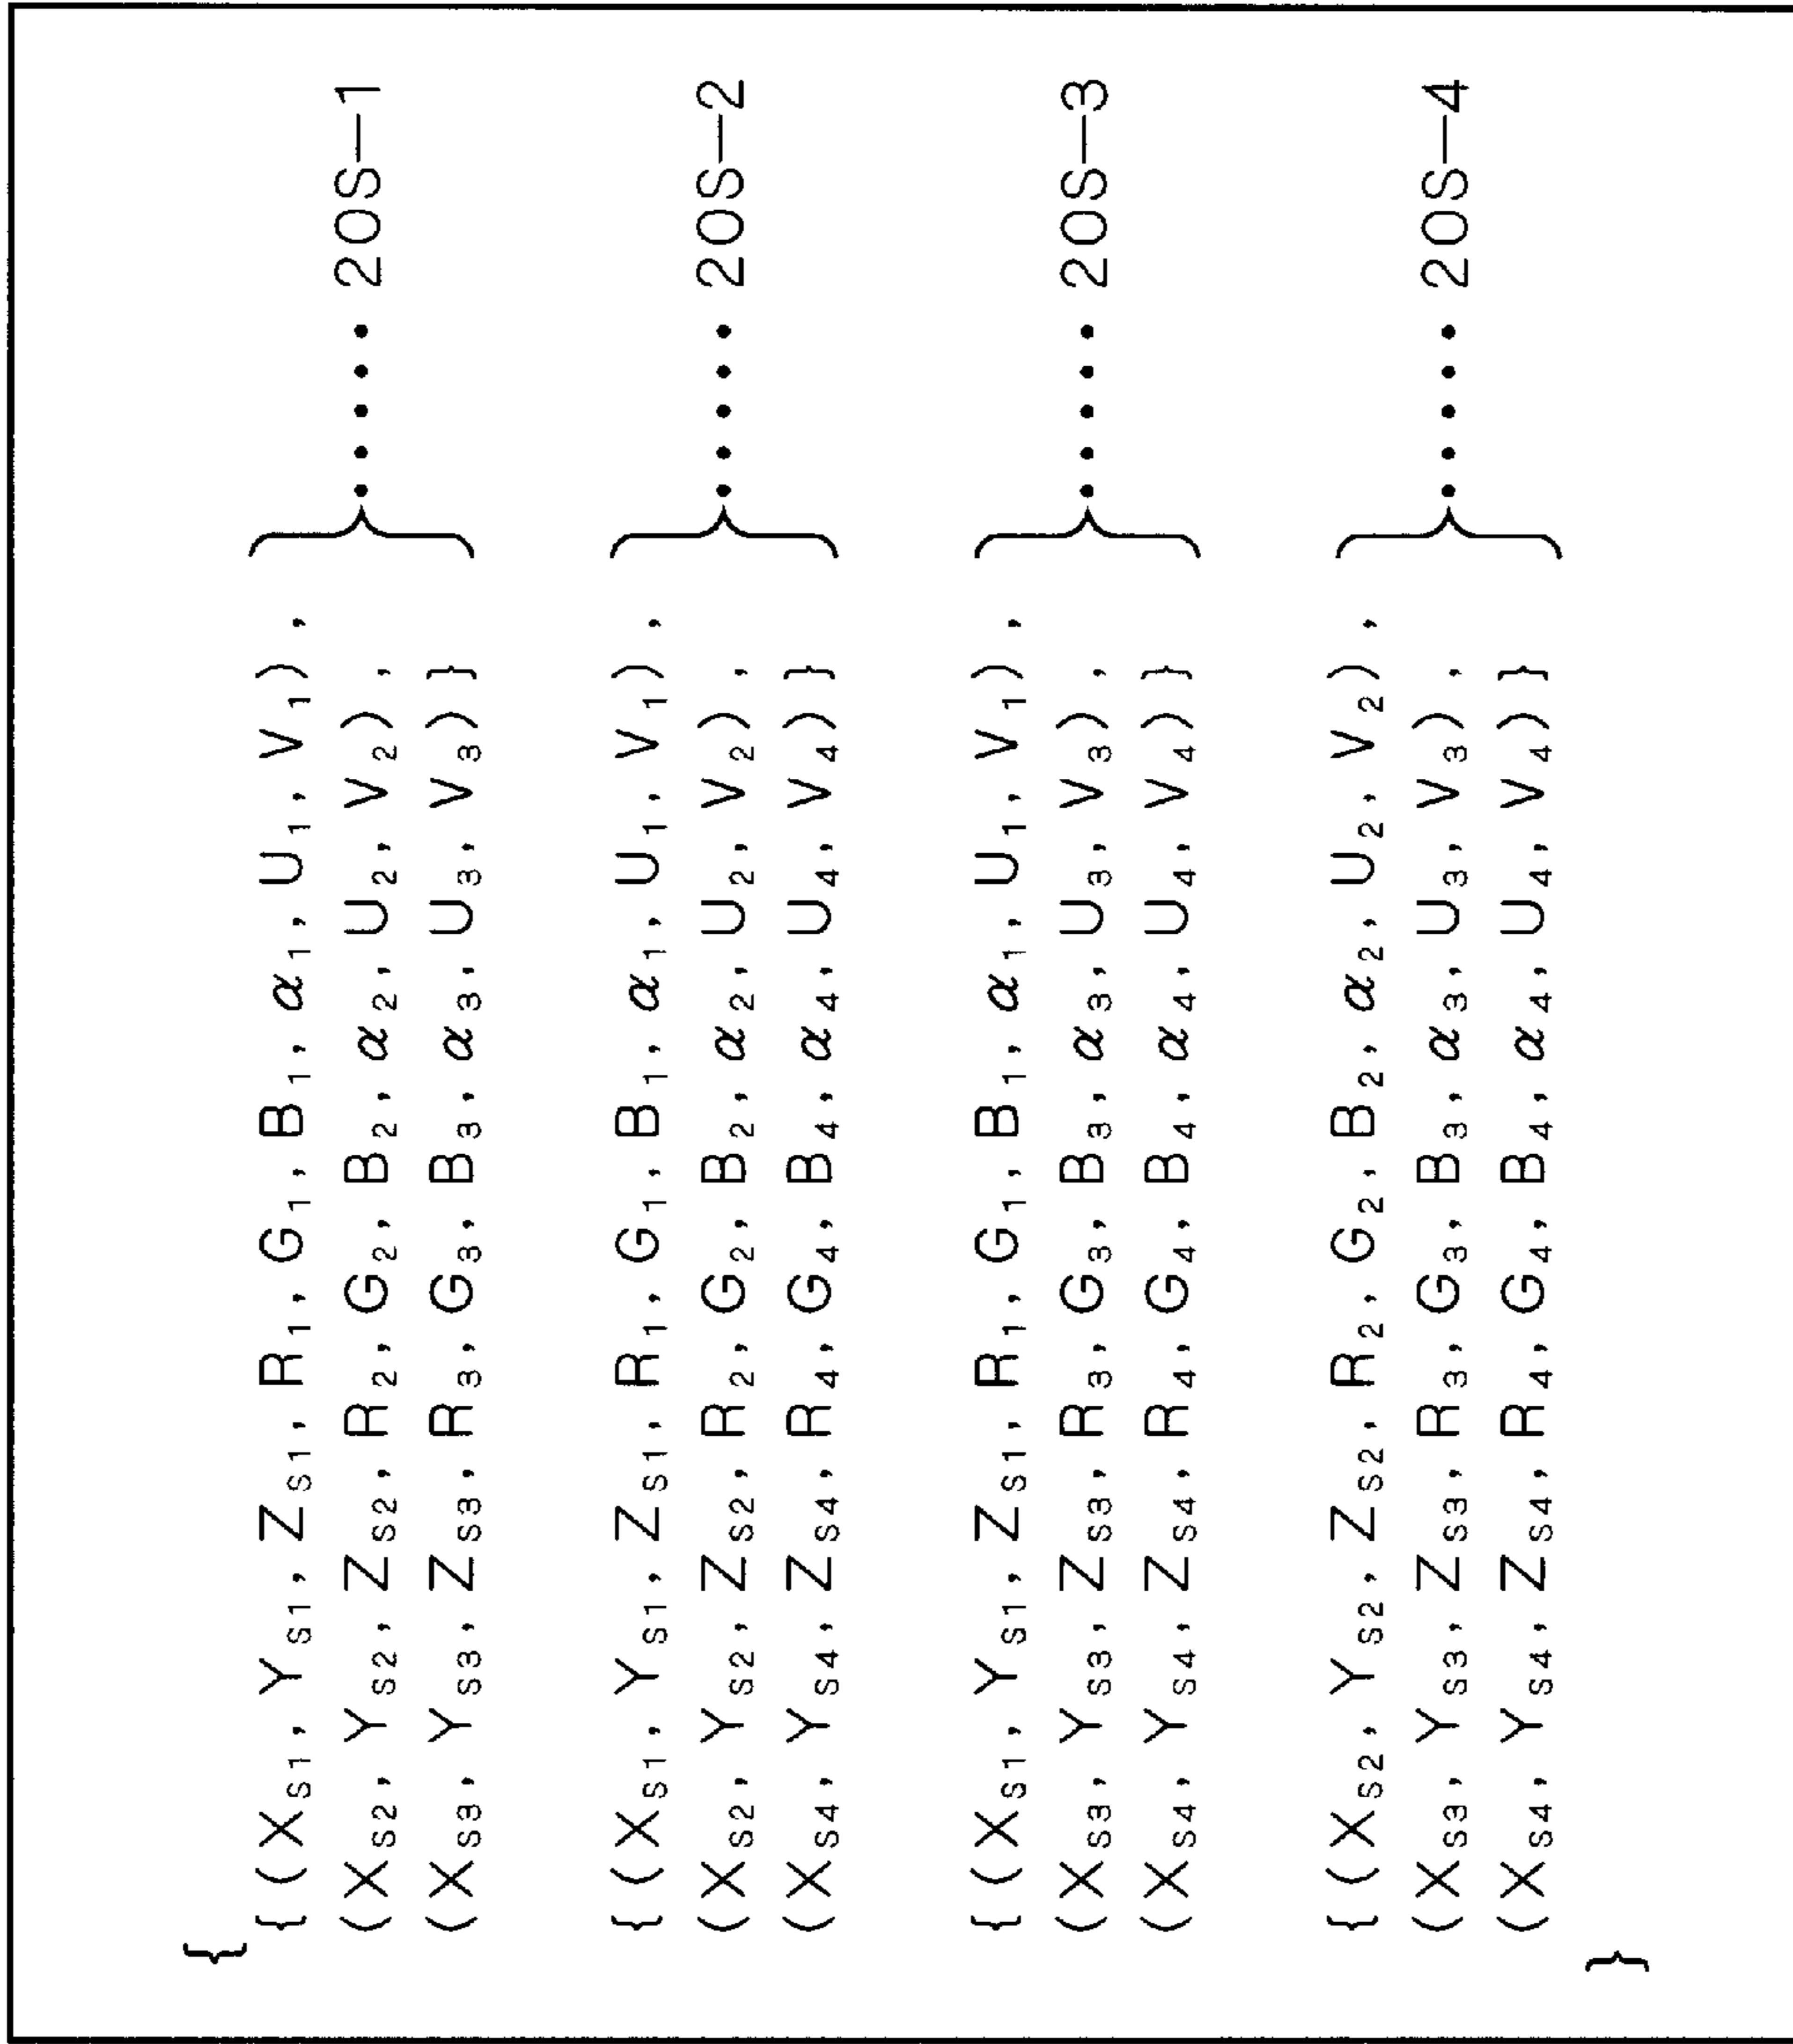 {
{(X_S1, Y_S1, Z_S1, R_1, G_1, B_1, α_1, U_1, V_1),
(X_S2, Y_S2, Z_S2, R_2, G_2, B_2, α_2, U_2, V_2), ····· 20S—1
(X_S3, Y_S3, Z_S3, R_3, G_3, B_3, α_3, U_3, V_3)}
{(X_S1, Y_S1, Z_S1, R_1, G_1, B_1, α_1, U_1, V_1),
(X_S2, Y_S2, Z_S2, R_2, G_2, B_2, α_2, U_2, V_2), ····· 20S—2
(X_S4, Y_S4, Z_S4, R_4, G_4, B_4, α_4, U_4, V_4)}
{(X_S1, Y_S1, Z_S1, R_1, G_1, B_1, α_1, U_1, V_1),
(X_S3, Y_S3, Z_S3, R_3, G_3, B_3, α_3, U_3, V_3), ····· 20S—3
(X_S4, Y_S4, Z_S4, R_4, G_4, B_4, α_4, U_4, V_4)}
{(X_S2, Y_S2, Z_S2, R_2, G_2, B_2, α_2, U_2, V_2),
(X_S3, Y_S3, Z_S3, R_3, G_3, B_3, α_3, U_3, V_3), ····· 20S—4
(X_S4, Y_S4, Z_S4, R_4, G_4, B_4, α_4, U_4, V_4)}
}